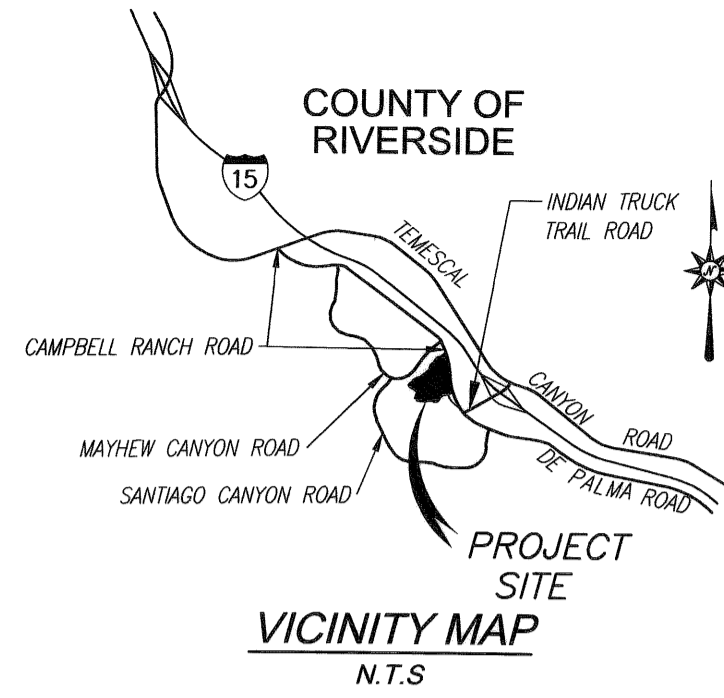 COUNTY OF
RIVERSIDE
15
INDIAN TRUCK
TRAIL ROAD
TEMESCAL
N
CAMPBELL RANCH ROAD
CANYON
ROAD
MAYHEW CANYON ROAD
DE PALMA ROAD
SANTIAGO CANYON ROAD
PROJECT
SITE
VICINITY MAP
N.T.S